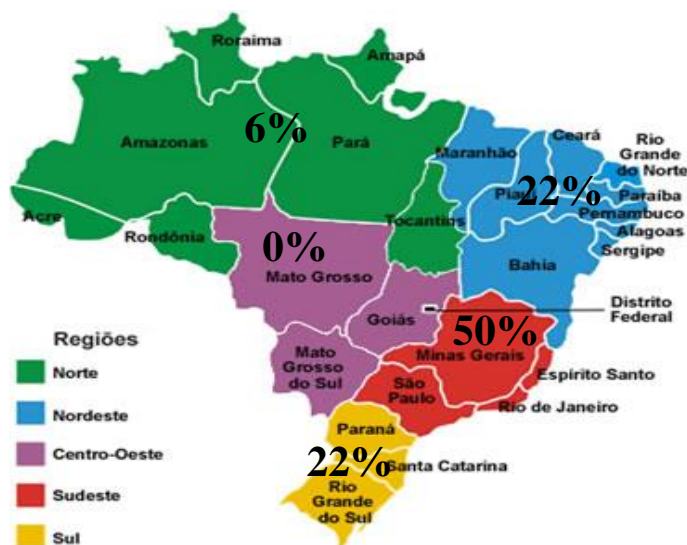 Roraima
Amapá
Amazonas
6%
Pará
Maranhão
Ceará
Rio
Grande
do Norte
Piauí
22%
Paraíba
Pernambuco
Alagoas
Sergipe
Acre
Rondônia
Tocantins
0%
Mato Grosso
Bahia
Goiás
Distrito
Federal
50%
Minas Gerais
Mato
Grosso
do Sul
São
Paulo
Espírito Santo
Rio de Janeiro
Paraná
22%
Santa Catarina
Rio
Grande
do Sul
Regiões
Norte
Nordeste
Centro-Oeste
Sudeste
Sul